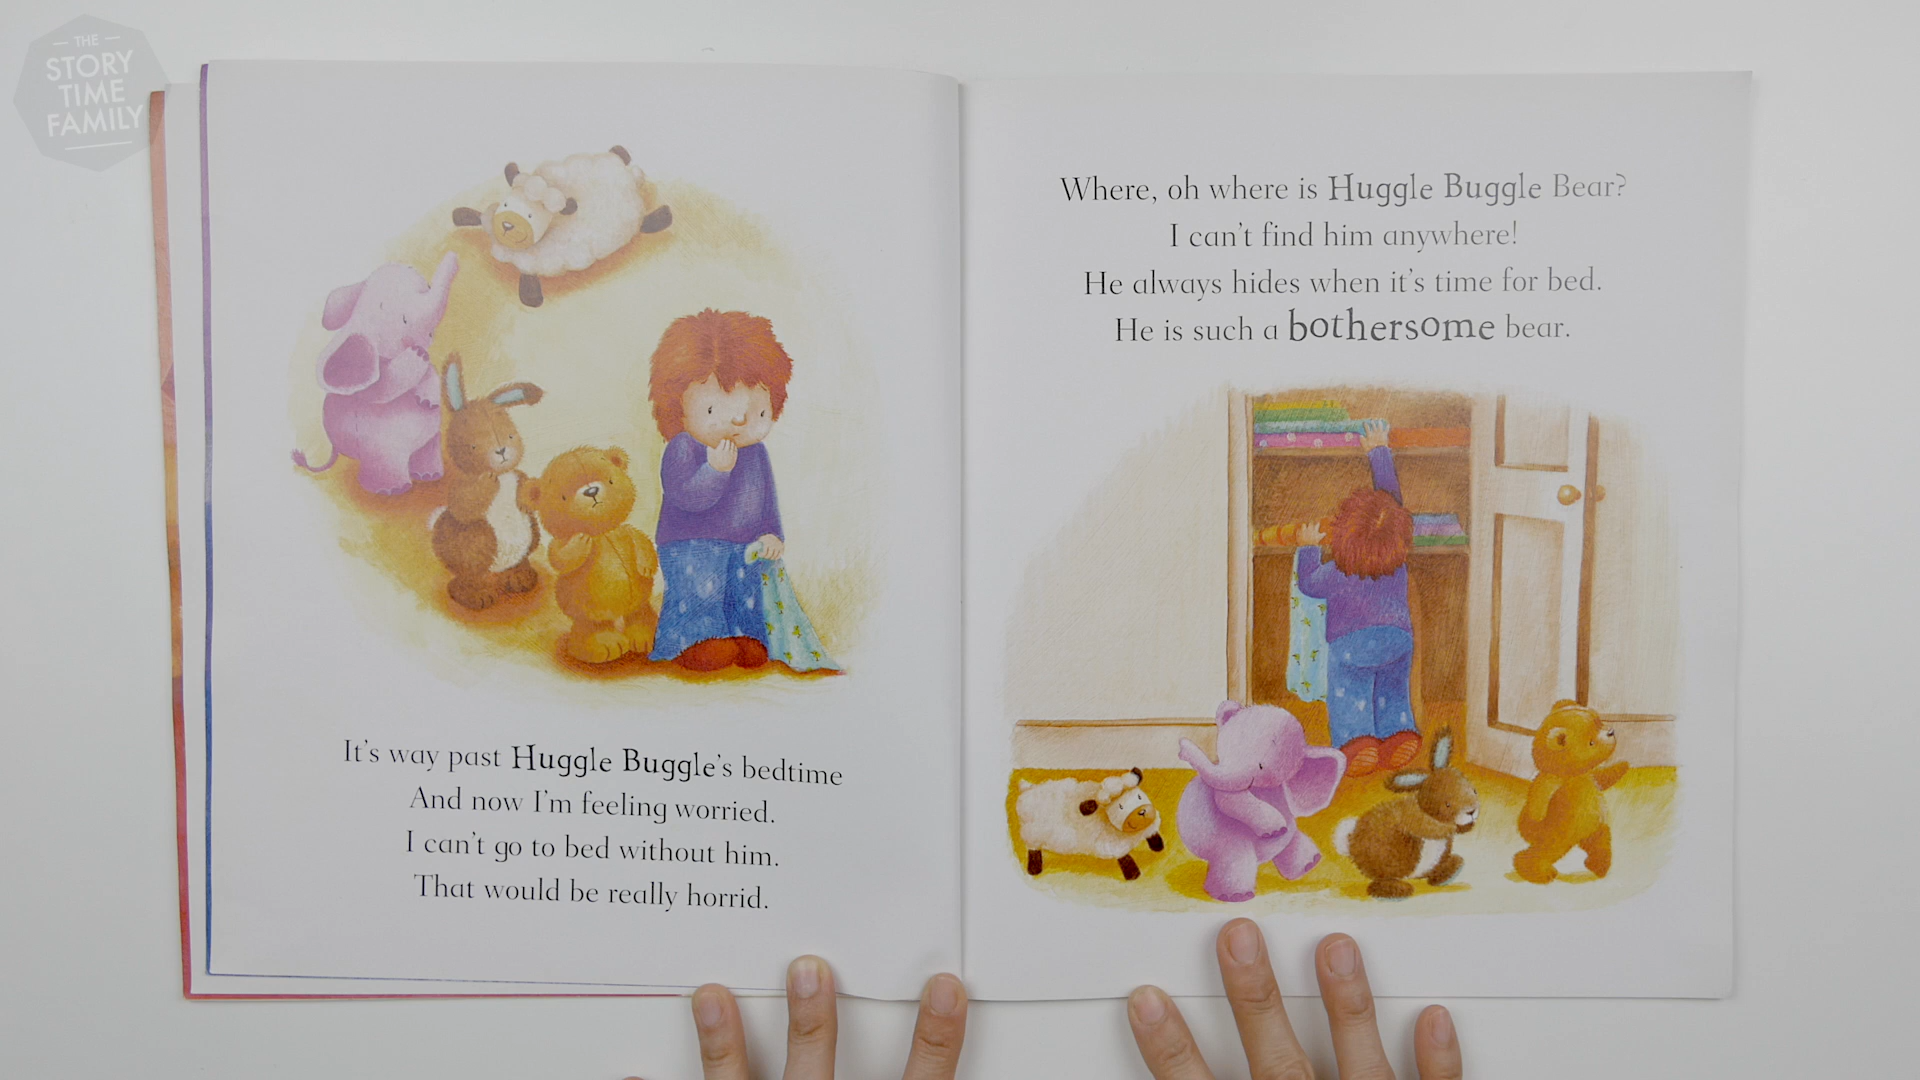 THE
STORY
TIME
FAMILY
It's way past Huggle Buggle's bedtime
And now I'm feeling worried.
I can't go to bed without him.
That would be really horrid.
Where, oh where is Huggle Buggle Bear?
I can't find him anywhere!
He always hides when it's time for bed.
He is such a bothersome bear.